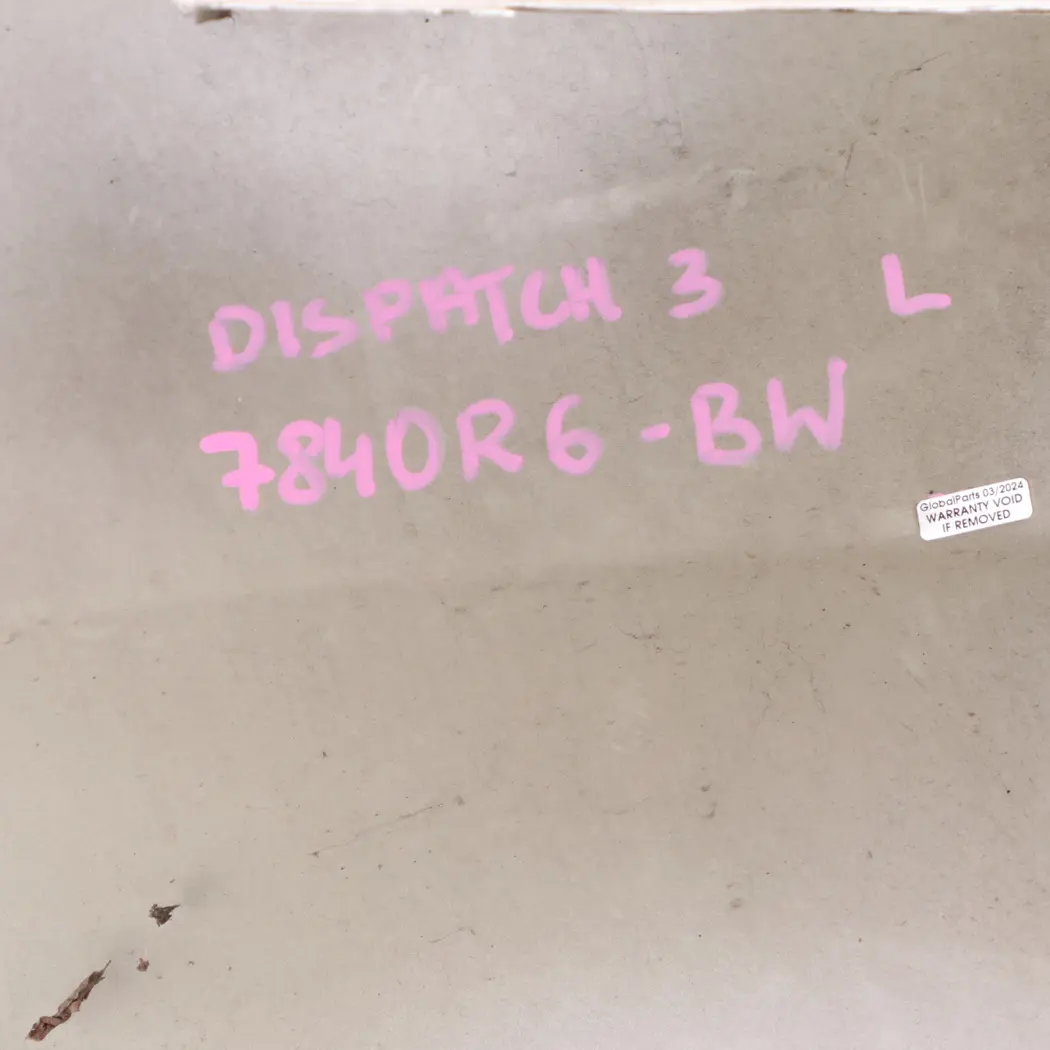 DISPATCH 3 L
7840R6-BW
GlobalParts 03/2024
WARRANTY VOID
IF REMOVED